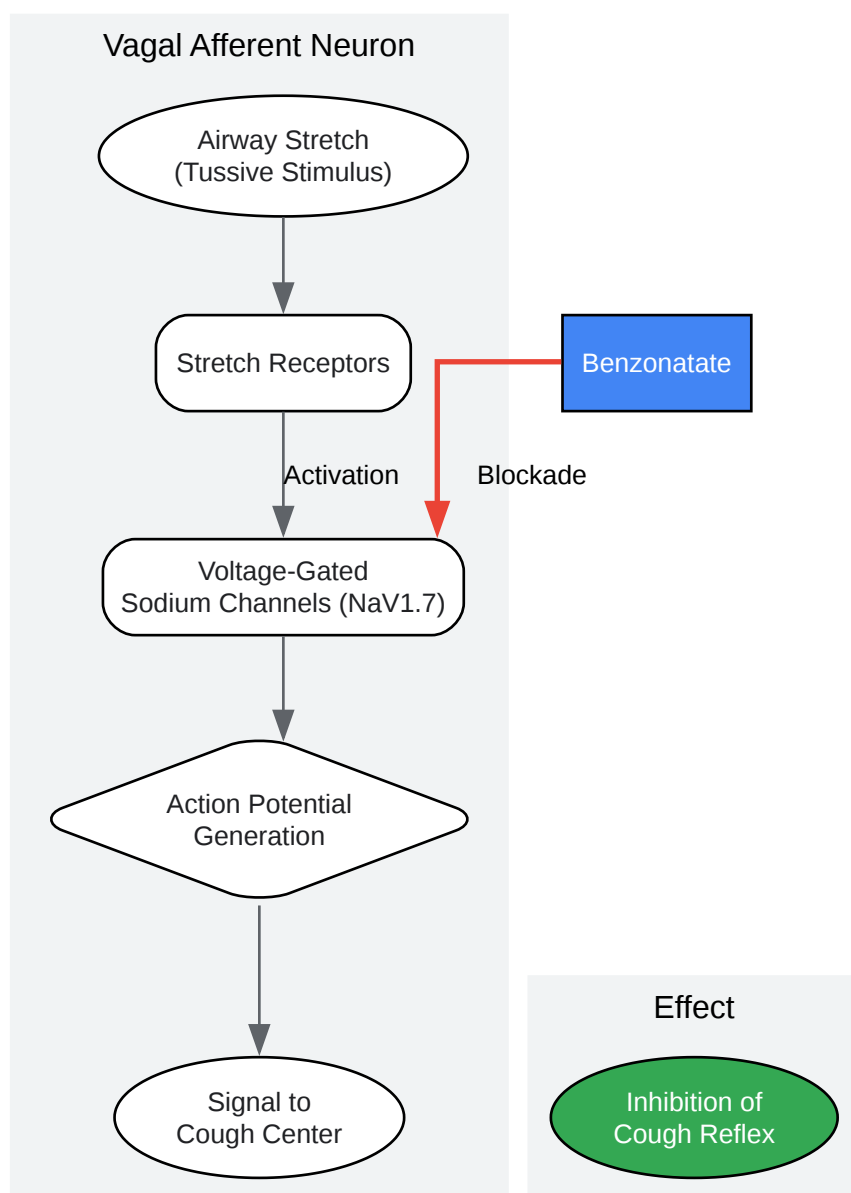 Vagal Afferent Neuron
Airway Stretch
(Tussive Stimulus)
Stretch Receptors
Benzonatate
Activation
Blockade
Voltage-Gated
Sodium Channels (NaV1.7)
Action Potential
Generation
Effect
Signal to
Cough Center
Inhibition of
Cough Reflex